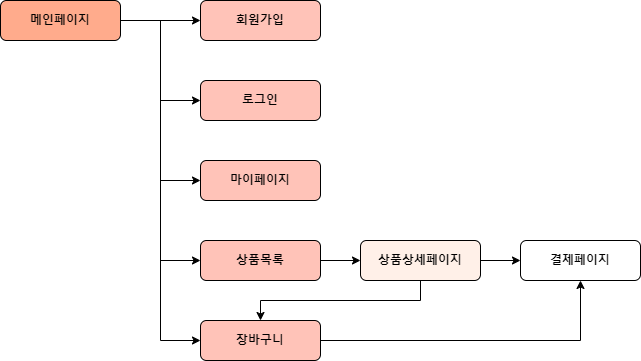 메인페이지
회원가입
로그인
마이페이지
상품목록
상품상세페이지
결제페이지
장바구니